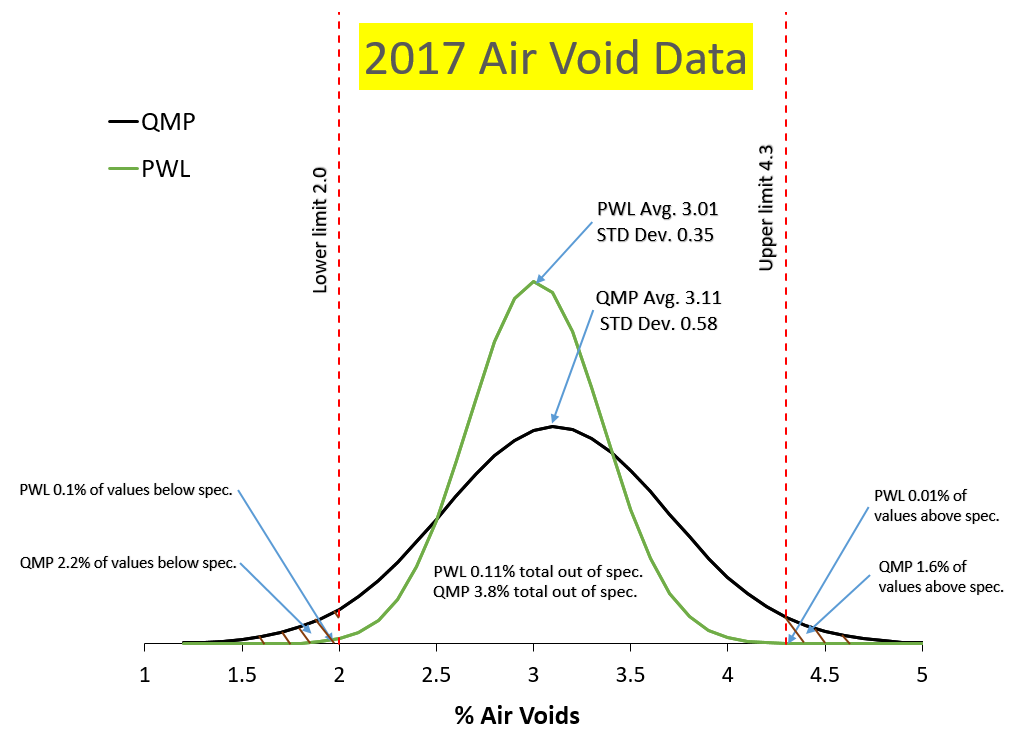 2017 Air Void Data
QMP
PWL
Lower limit 2.0
Upper limit 4.3
PWL Avg. 3.01
STD Dev. 0.35
QMP Avg. 3.11
STD Dev. 0.58
PWL 0.1% of values below spec.
QMP 2.2% of values below spec.
PWL 0.11% total out of spec.
QMP 3.8% total out of spec.
PWL 0.01% of
values above spec.
QMP 1.6% of
values above spec.
1 1.5 2 2.5 3 3.5 4 4.5 5
% Air Voids